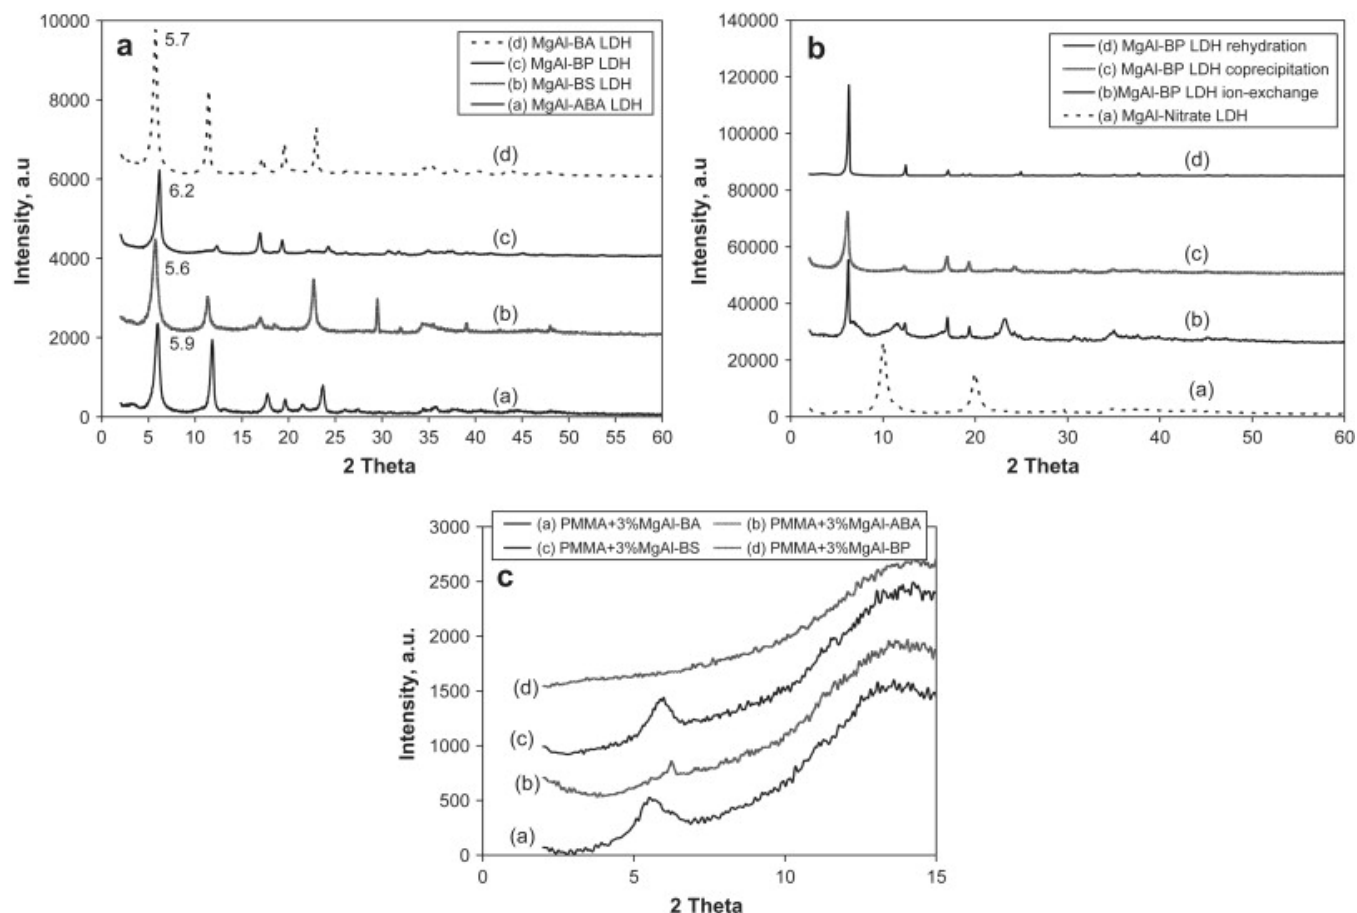 a
(d) MgAl-BA LDH
(c) MgAl-BP LDH
(b) MgAl-BS LDH
(a) MgAl-ABA LDH
10000
8000
6000
4000
2000
0
Intensity, a.u
5.7
(d)
6.2
(c)
5.6
(b)
5.9
(a)
0 5 10 15 20 25 30 35 40 45 50 55 60
2 Theta
b
(d) MgAl-BP LDH rehydration
(c) MgAl-BP LDH coprecipitation
(b)MgAl-BP LDH ion-exchange
(a) MgAl-Nitrate LDH
140000
120000
100000
80000
60000
40000
20000
0
Intensity, a.u
(d)
(c)
(b)
(a)
0 10 20 30 40 50 60
2 Theta
(a) PMMA+3%MgAl-BA (b) PMMA+3%MgAl-ABA
(c) PMMA+3%MgAl-BS (d) PMMA+3%MgAl-BP
c
3000
2500
2000
1500
1000
500
0
Intensity, a.u.
(d)
(c)
(b)
(a)
0 5 10 15
2 Theta